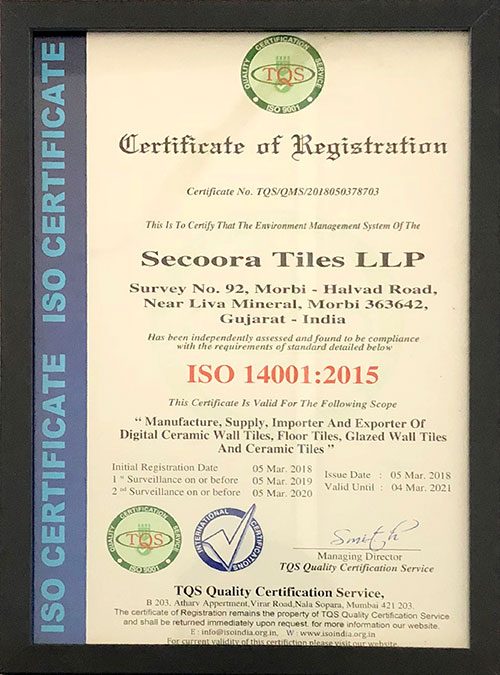 ISO CERTIFICATE ISO CERTIFICATE
QUALITY CERTIFICATION SERVICE
TQS
ISO 9001
Certificate of Registration
Certificate No. TQS/QMS/2018050378703
This Is To Certify That The Environment Management System Of The
Secoora Tiles LLP
Survey No. 92, Morbi - Halvad Road,
Near Liva Mineral, Morbi 363642,
Gujarat - India
Has been independently assessed and found to be compliance
with the requirements of standard detailed below
ISO 14001:2015
This Certificate Is Valid For The Following Scope
“ Manufacture, Supply, Importer And Exporter Of
Digital Ceramic Wall Tiles, Floor Tiles, Glazed Wall Tiles
And Ceramic Tiles ”
Initial Registration Date 05 Mar. 2018
1 st Surveillance on or before 05 Mar. 2019
2 nd Surveillance on or before 05 Mar. 2020
Issue Date : 05 Mar. 2018
Valid Until : 04 Mar. 2021
QUALITY CERTIFICATION SERVICE
TQS
ISO 9001
INTERNATIONAL CERTIFICATIONS
Smith
Managing Director
TQS Quality Certification Service
TQS Quality Certification Service,
B 203, Atharv Appertment,Virar Road,Nala Sopara, Mumbai 421 203.
The certificate of Registration remains the property of TQS Quality Certification Service
and shall be returned immediately upon request. for more information our website.
E : info@isoindia.org.in, W : www.isoindia.org.in
For current validity of this certifiction please visit our website.